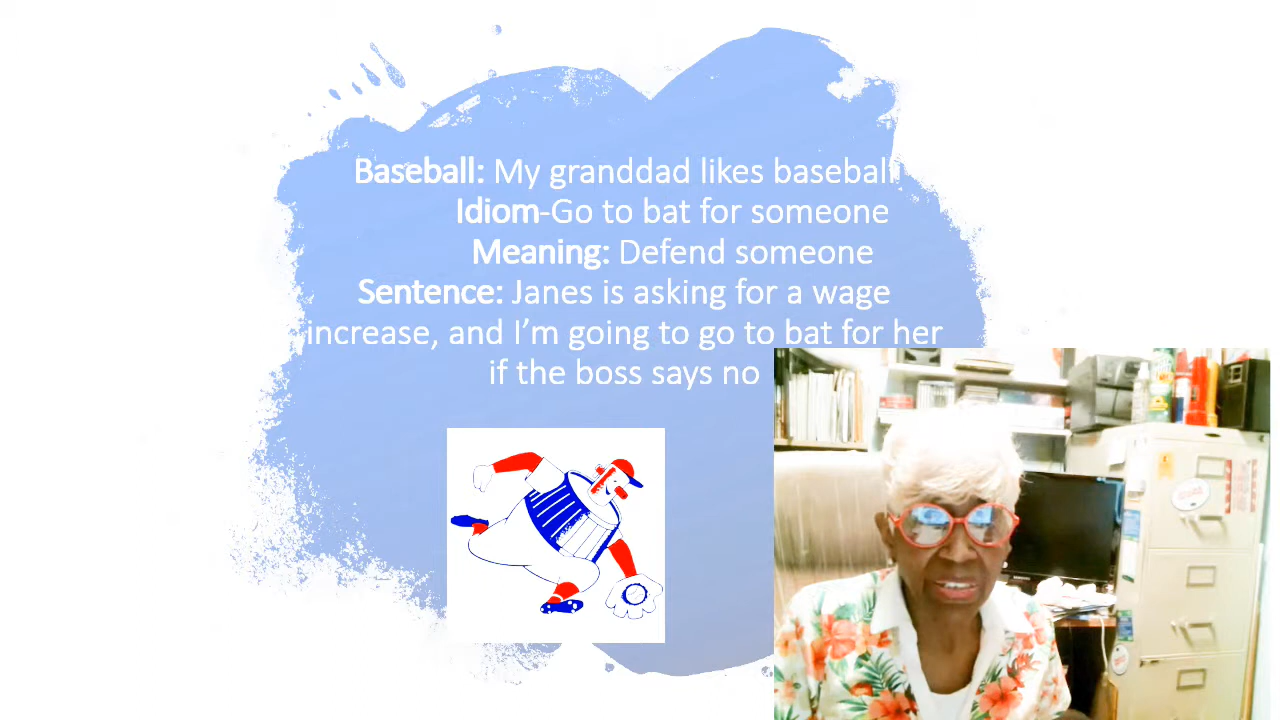 Baseball: My granddad likes baseball
Idiom-Go to bat for someone
Meaning: Defend someone
Sentence: Janes is asking for a wage
increase, and I’m going to go to bat for her
if the boss says no
SAMSUNG